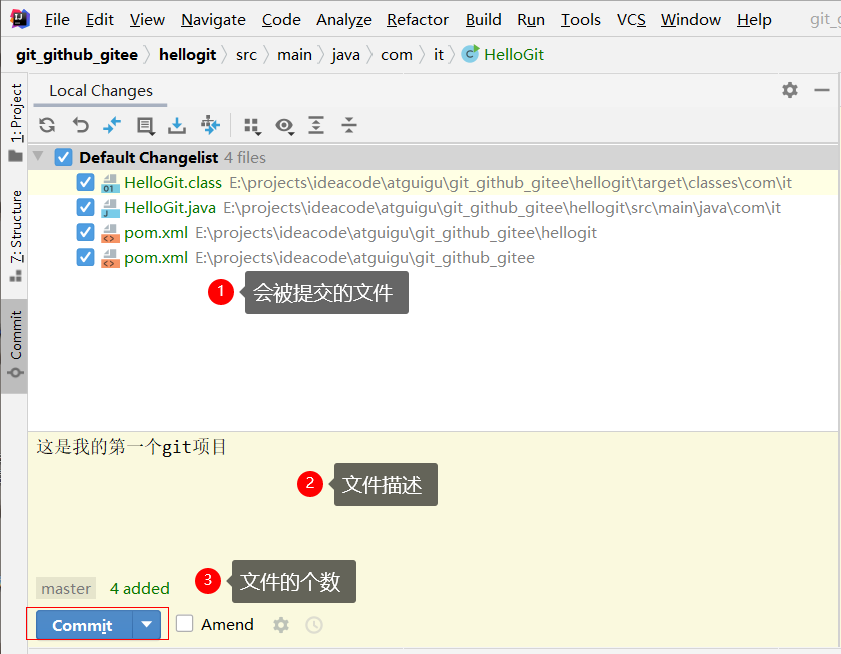 File Edit View Navigate Code Analyze Refactor Build Run Tools VCS Window Help git_
git_github_gitee hellogit src main java com it C HelloGit
1: Project
Z: Structure
Commit
Local Changes
Default Changelist 4 files
HelloGit.class E:\projects\ideacode\atguigu\git_github_gitee\hellogit\target\classes\com\it
HelloGit.java E:\projects\ideacode\atguigu\git_github_gitee\hellogit\src\main\java\com\it
pom.xml E:\projects\ideacode\atguigu\git_github_gitee\hellogit
pom.xml E:\projects\ideacode\atguigu\git_github_gitee
1 会被提交的文件
这是我的第一个git项目
2 文件描述
3 文件的个数
master 4 added
Commit Amend